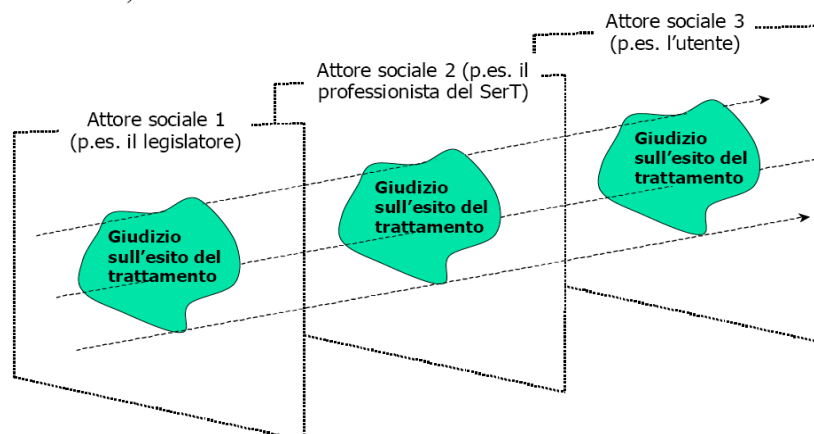 Attore sociale 3
(p.es. l'utente)
Attore sociale 2 (p.es. il
professionista del SerT)
Attore sociale 1
(p.es. il legislatore)
Giudizio
sull'esito del
trattamento
Giudizio
sull'esito del
trattamento
Giudizio
sull'esito del
trattamento